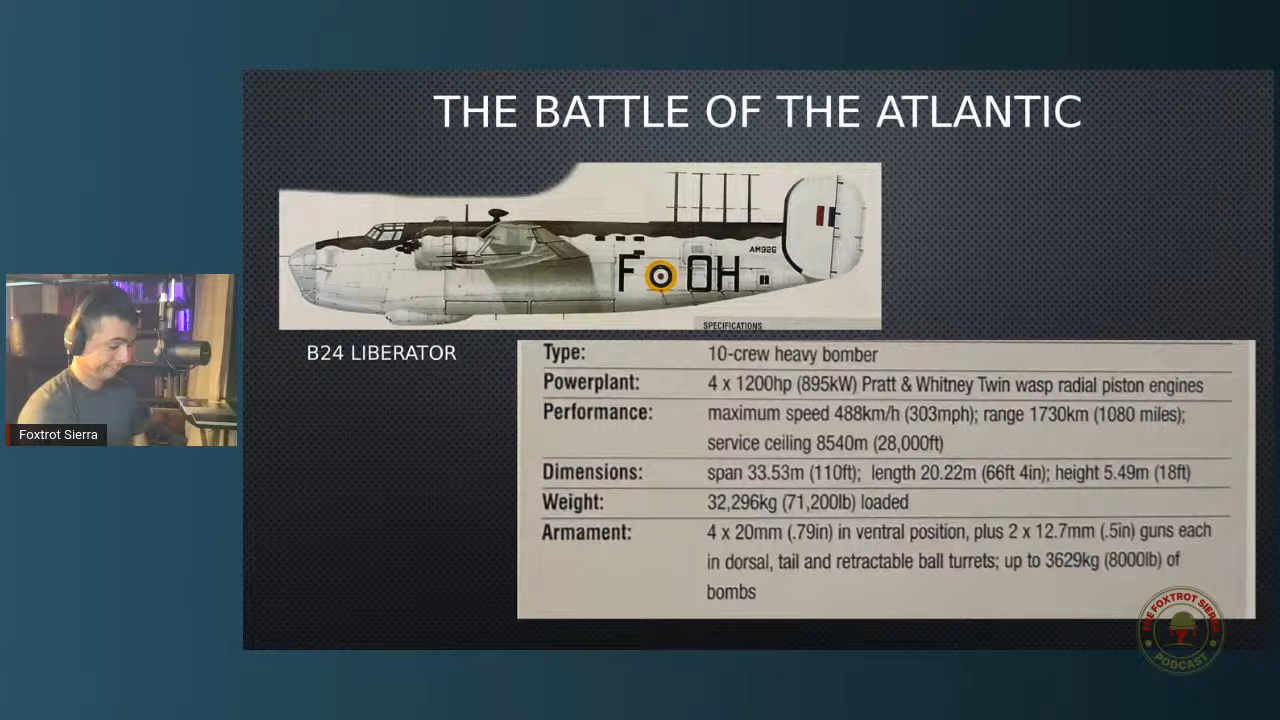 THE BATTLE OF THE ATLANTIC
AM926
F OH
SPECIFICATIONS
B24 LIBERATOR
Type: 10-crew heavy bomber
Powerplant: 4 x 1200hp (895kW) Pratt & Whitney Twin wasp radial piston engines
Performance: maximum speed 488km/h (303mph); range 1730km (1080 miles);
service ceiling 8540m (28,000ft)
Dimensions: span 33.53m (110ft); length 20.22m (66ft 4in); height 5.49m (18ft)
Weight: 32,296kg (71,200lb) loaded
Armament: 4 x 20mm (.79in) in ventral position, plus 2 x 12.7mm (.5in) guns each
in dorsal, tail and retractable ball turrets; up to 3629kg (8000lb) of
bombs
Foxtrot Sierra
THE FOXTROT SIERRA
PODCAST